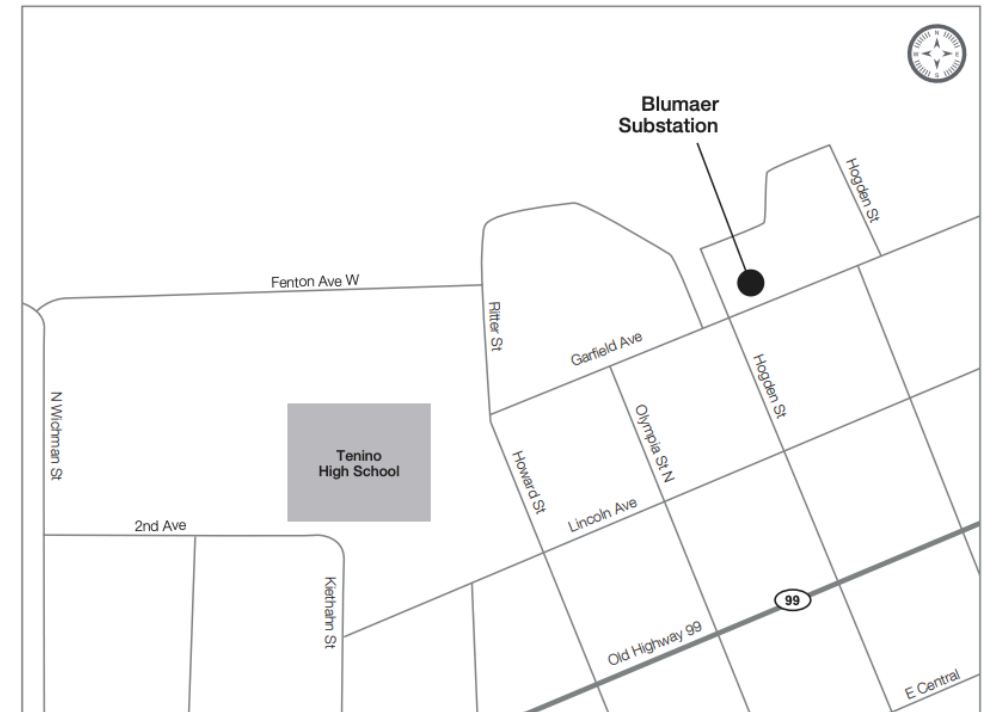 N
W
E
S
Blumaer
Substation
Hogden St
Fenton Ave W
Ritter St
Garfield Ave
Hogden St
N Wichman St
Olympia St N
Tenino
High School
Howard St
Lincoln Ave
2nd Ave
Kiethahn St
99
Old Highway 99
E Central